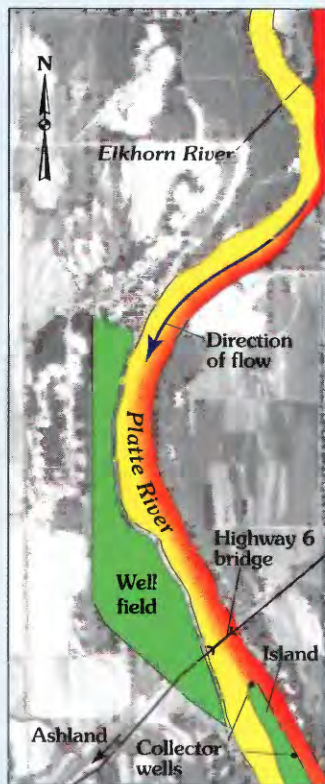 N
Elkhorn River
Direction
of flow
Platte River
Highway 6
bridge
Well
field
Island
Ashland
Collector
wells